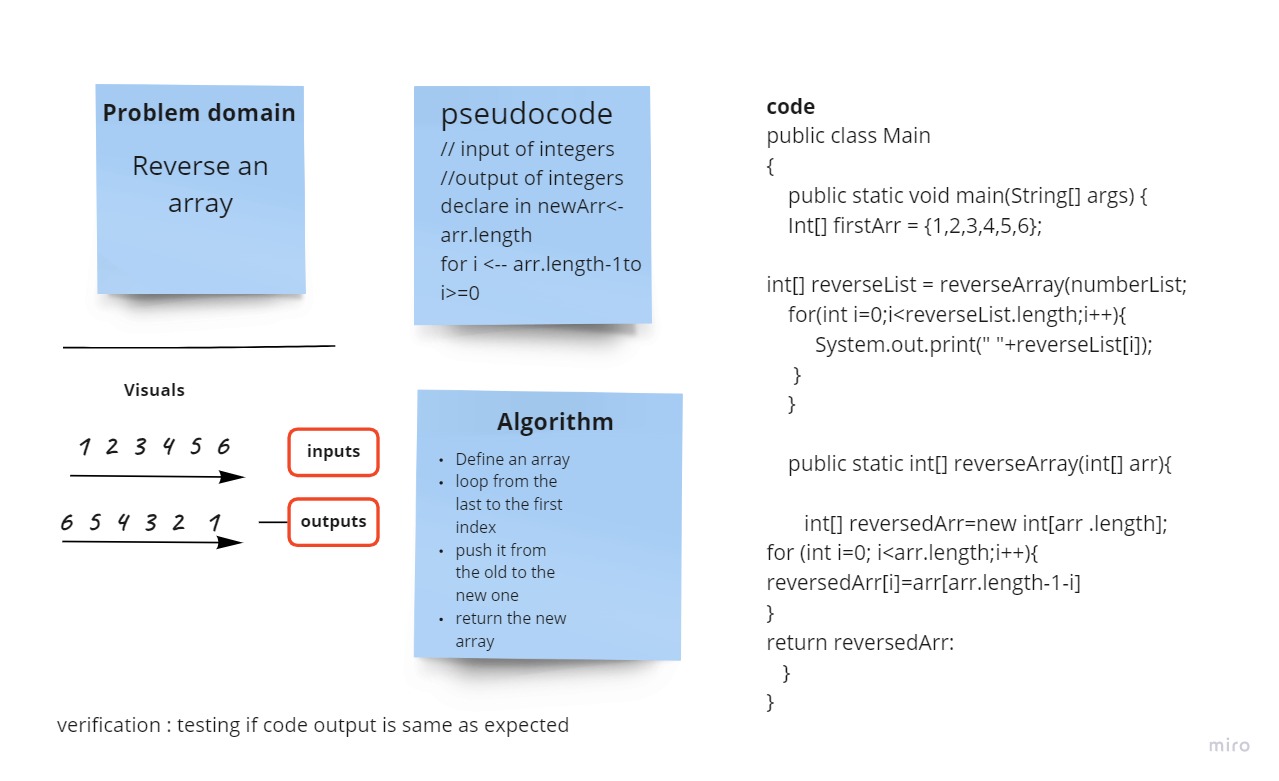 Problem domain
Reverse an
array
pseudocode
// input of integers
//output of integers
declare in newArr<-
arr.length
for i <-- arr.length-1to
i>=0
Visuals
1 2 3 4 5 6
inputs
6 5 4 3 2 1
outputs
Algorithm
• Define an array
• loop from the
last to the first
index
• push it from
the old to the
new one
• return the new
array
verification : testing if code output is same as expected
code
public class Main
{
public static void main(String[] args) {
Int[] firstArr = {1,2,3,4,5,6};
int[] reverseList = reverseArray(numberList;
for(int i=0;i<reverseList.length;i++){
System.out.print(" "+reverseList[i]);
}
}
public static int[] reverseArray(int[] arr){
int[] reversedArr=new int[arr .length];
for (int i=0; i<arr.length;i++){
reversedArr[i]=arr[arr.length-1-i]
}
return reversedArr:
}
}
miro